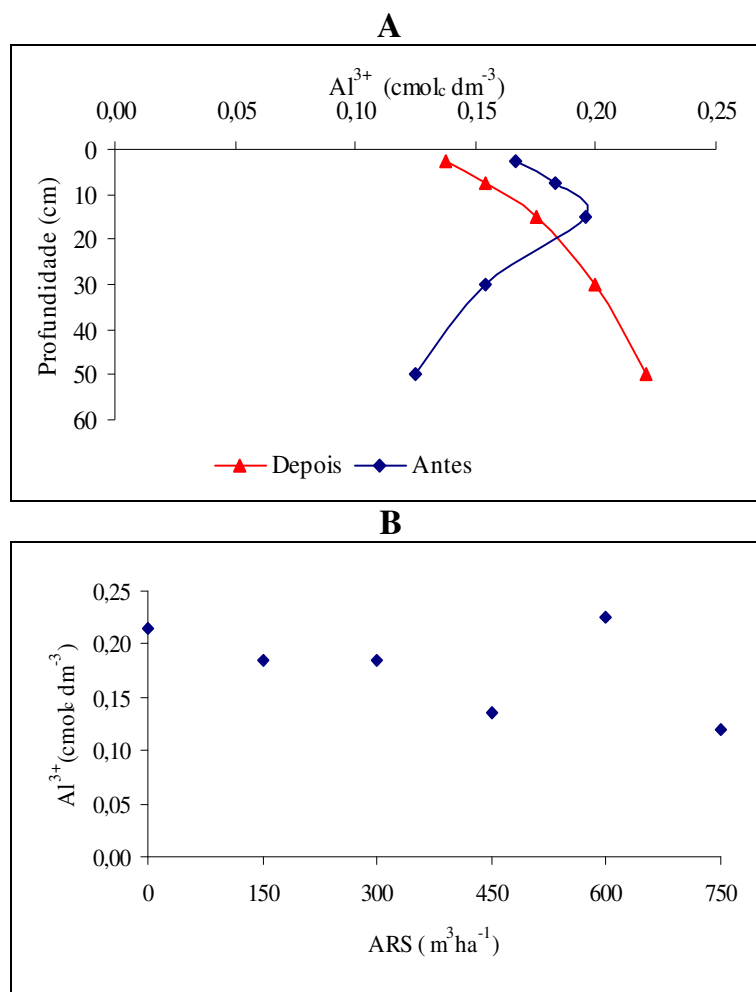 A
Al³⁺ (cmolc dm⁻³)
0,00 0,05 0,10 0,15 0,20 0,25
Profundidade (cm)
0
10
20
30
40
50
60
Depois Antes
B
Al³⁺(cmolc dm⁻³)
0,25
0,20
0,15
0,10
0,05
0,00
0 150 300 450 600 750
ARS ( m³ha⁻¹)